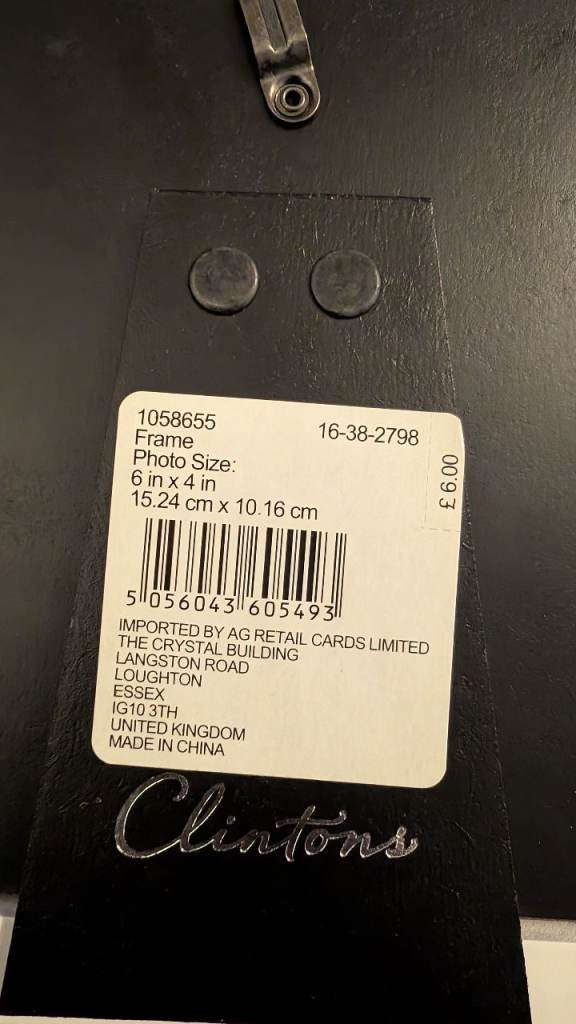 1058655
16-38-2798
Frame
Photo Size:
6 in x 4 in
15.24 cm x 10.16 cm
£ 9.00
5 056043 605493
IMPORTED BY AG RETAIL CARDS LIMITED
THE CRYSTAL BUILDING
LANGSTON ROAD
LOUGHTON
ESSEX
IG10 3TH
UNITED KINGDOM
MADE IN CHINA
Clintons